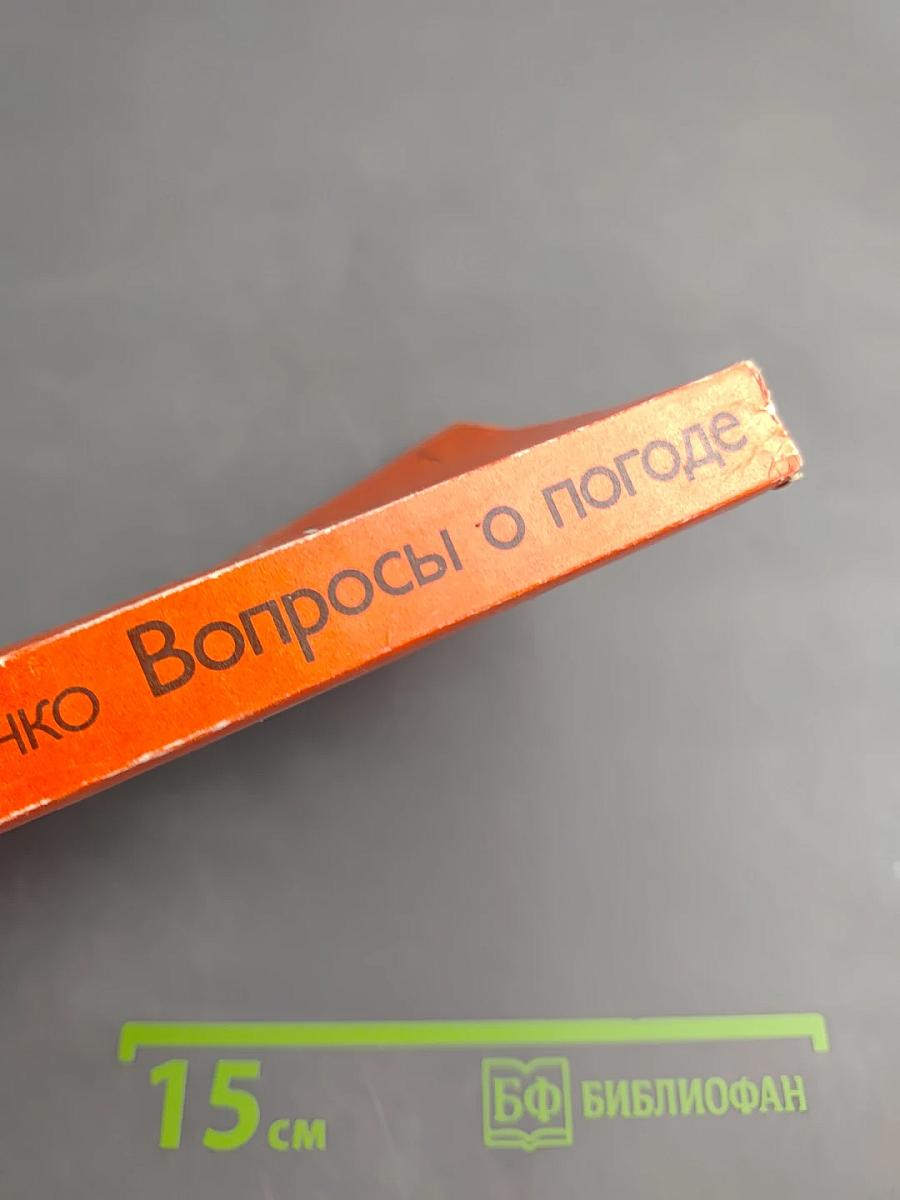 нко Вопросы о погоде
15 см
БФ БИБЛИОФАН